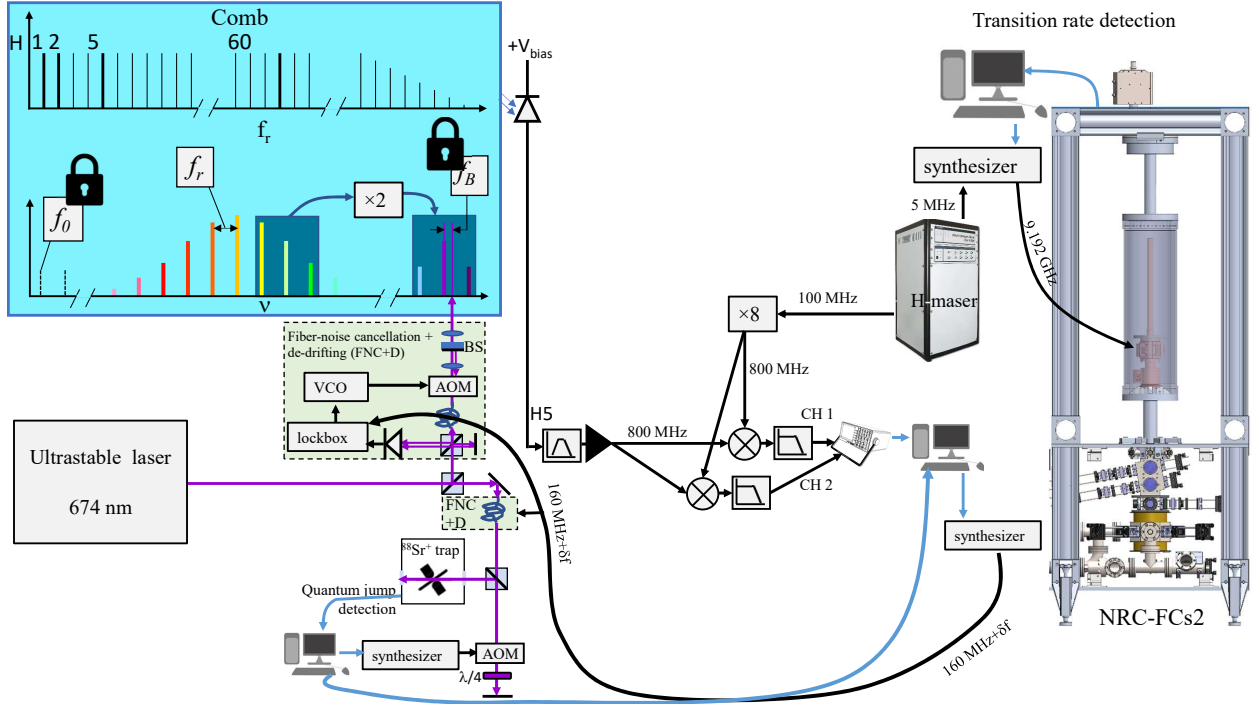 Comb
H 1 2 5 60
f_r
f_0
f_r
×2
f_B
ν
+V_bias
Transition rate detection
synthesizer
5 MHz
9.192 GHz
H-maser
100 MHz
×8
800 MHz
Fiber-noise cancellation +
de-drifting (FNC+D)
BS
VCO
AOM
lockbox
H5
800 MHz
CH 1
CH 2
Ultrastable laser
674 nm
FNC
+D
160 MHz+δf
synthesizer
⁸⁸Sr⁺ trap
Quantum jump
detection
synthesizer
AOM
λ/4
160 MHz+δf
NRC-FCs2